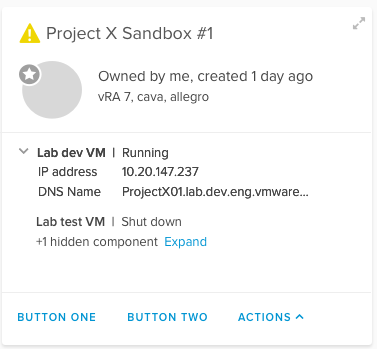 Project X Sandbox #1
Owned by me, created 1 day ago
vRA 7, cava, allegro
Lab dev VM | Running
IP address 10.20.147.237
DNS Name ProjectX01.lab.dev.eng.vmware...
Lab test VM | Shut down
+1 hidden component Expand
BUTTON ONE BUTTON TWO ACTIONS